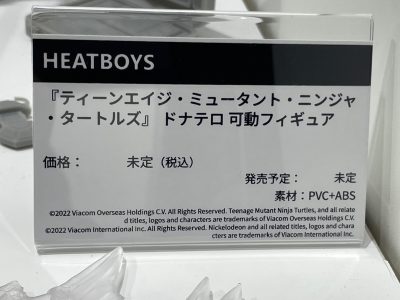 HEATBOYS
『ティーンエイジ・ミュータント・ニンジャ
・タートルズ』 ドナテロ 可動フィギュア
価格： 未定（税込）
発売予定： 未定
素材：PVC+ABS
©2022 Viacom Overseas Holdings C.V. All Rights Reserved. Teenage Mutant Ninja Turtles, and all relate
d titles, logos and characters are trademarks of Viacom Overseas Holdings C.V.
©2022 Viacom International Inc. All Rights Reserved. Nickelodeon and all related titles, logos and chara
cters are trademarks of Viacom International Inc.